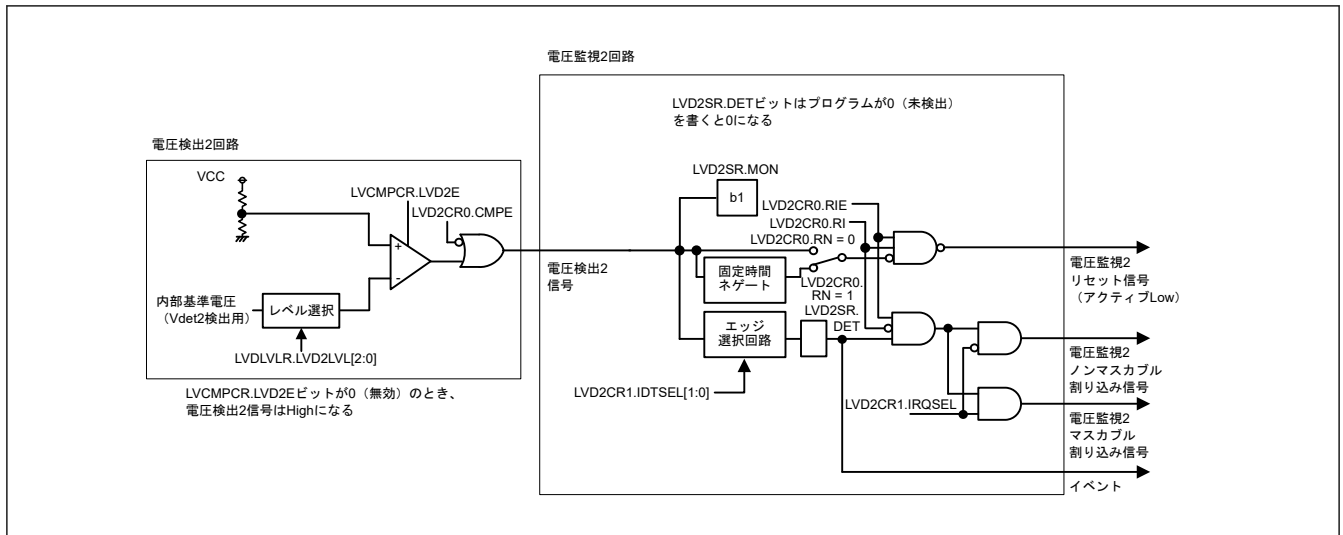 電圧監視2回路
LVD2SR.DETビットはプログラムが0（未検出）
を書くと0になる
電圧検出2回路
VCC
LVCMPCR.LVD2E
LVD2CR0.CMPE
+
-
内部基準電圧
（Vdet2検出用）
レベル選択
LVDLVLR.LVD2LVL[2:0]
LVCMPCR.LVD2Eビットが0（無効）のとき、
電圧検出2信号はHighになる
電圧検出2
信号
LVD2SR.MON
b1
LVD2CR0.RIE
LVD2CR0.RI
LVD2CR0.RN = 0
固定時間
ネゲート
LVD2CR0.
RN = 1
LVD2SR.
DET
エッジ
選択回路
LVD2CR1.IDTSEL[1:0]
LVD2CR1.IRQSEL
電圧監視2
リセット信号
（アクティブLow）
電圧監視2
ノンマスカブル
割り込み信号
電圧監視2
マスカブル
割り込み信号
イベント